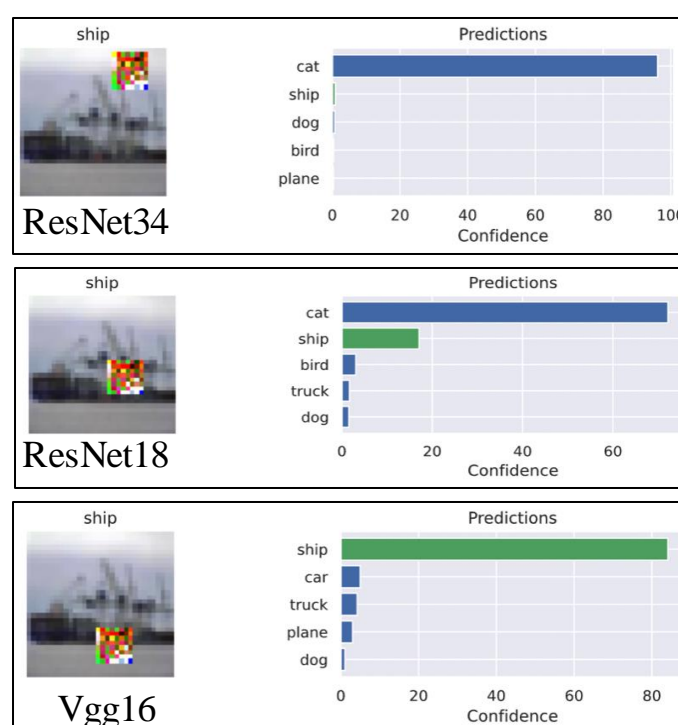 ship
Predictions
cat
ship
dog
bird
plane
0 20 40 60 80 100
Confidence
ResNet34
ship
Predictions
cat
ship
bird
truck
dog
0 20 40 60
Confidence
ResNet18
ship
Predictions
ship
car
truck
plane
dog
0 20 40 60 80
Confidence
Vgg16